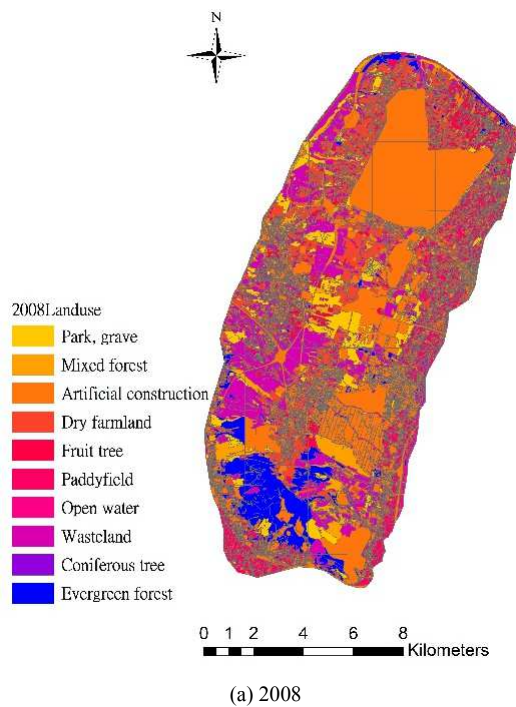 N
2008Landuse
Park, grave
Mixed forest
Artificial construction
Dry farmland
Fruit tree
Paddyfield
Open water
Wasteland
Coniferous tree
Evergreen forest
0 1 2 4 6 8
Kilometers
(a) 2008